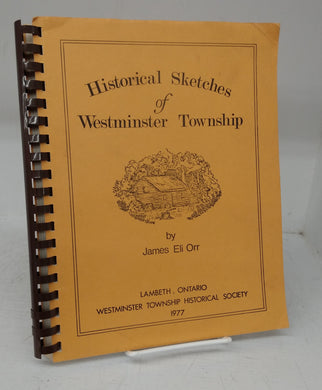 Historical Sketches
of
Westminster Township
by
James Eli Orr
LAMBETH, ONTARIO
WESTMINSTER TOWNSHIP HISTORICAL SOCIETY
1977